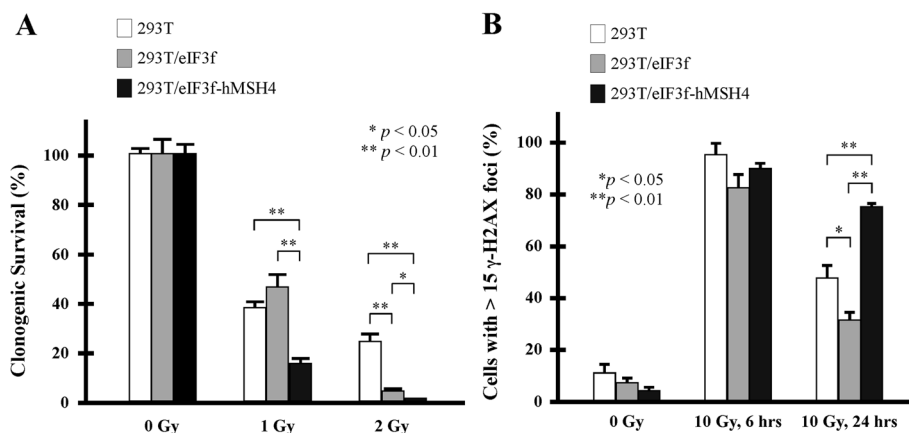 A
293T
293T/eIF3f
293T/eIF3f-hMSH4
* p < 0.05
** p < 0.01
Clonogenic Survival (%)
100
80
60
40
20
0
**
**
**
**
*
0 Gy
1 Gy
2 Gy
B
293T
293T/eIF3f
293T/eIF3f-hMSH4
*p < 0.05
**p < 0.01
Cells with > 15 γ-H2AX foci (%)
100
80
60
40
20
0
**
**
*
0 Gy
10 Gy, 6 hrs
10 Gy, 24 hrs